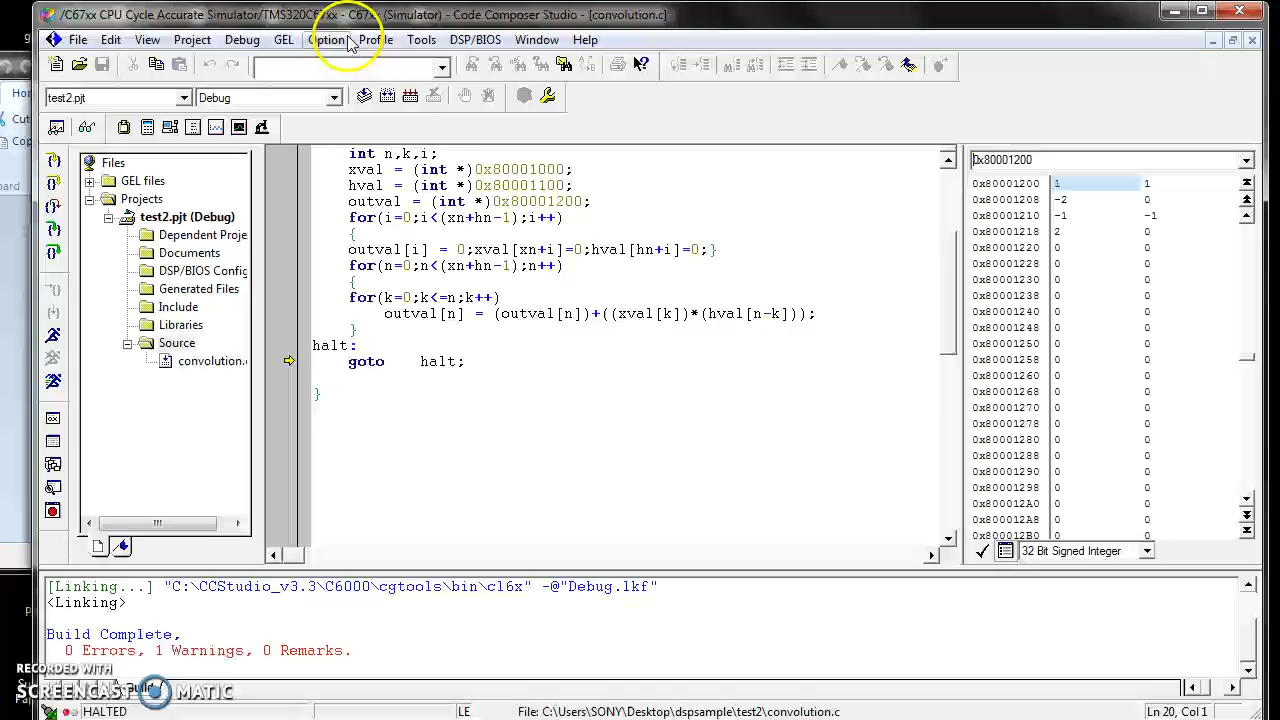 /C67xx CPU Cycle Accurate Simulator/TMS320C67xx - C67x: (Simulator) - Code Composer Studio - [convolution.c]
File Edit View Project Debug GEL Option Profile Tools DSP/BIOS Window Help
Hon
test2.pjt Debug
Cut
Cop
oard
Files
GEL files
Projects
test2.pjt (Debug)
Dependent Proje
Documents
DSP/BIOS Config
Generated Files
Include
Libraries
Source
convolution.
int n,k,i;
xval = (int *)0x80001000;
hval = (int *)0x80001100;
outval = (int *)0x80001200;
for(i=0;i<(xn+hn-1);i++)
{
outval[i] = 0;xval[xn+i]=0;hval[hn+i]=0;}
for(n=0;n<(xn+hn-1);n++)
{
for(k=0;k<=n;k++)
outval[n] = (outval[n])+((xval[k])*(hval[n-k]));
}
halt:
goto halt;
}
0x80001200
0x80001200 1 1
0x80001208 -2 0
0x80001210 -1 -1
0x80001218 2 0
0x80001220 0 0
0x80001228 0 0
0x80001230 0 0
0x80001238 0 0
0x80001240 0 0
0x80001248 0 0
0x80001250 0 0
0x80001258 0 0
0x80001260 0 0
0x80001268 0 0
0x80001270 0 0
0x80001278 0 0
0x80001280 0 0
0x80001288 0 0
0x80001290 0 0
0x80001298 0 0
0x800012A0 0 0
0x800012A8 0 0
0x800012B0 0 0
32 Bit Signed Integer
[Linking...] "C:\CCStudio_v3.3\C6000\cgtools\bin\cl6x" -@"Debug.lkf"
<Linking>
Build Complete,
0 Errors, 1 Warnings, 0 Remarks.
RECORDED WITH
SCREENCAST MATIC
Build
HALTED LE File: C:\Users\SONY\Desktop\dspsample\test2\convolution.c Ln 20, Col 1